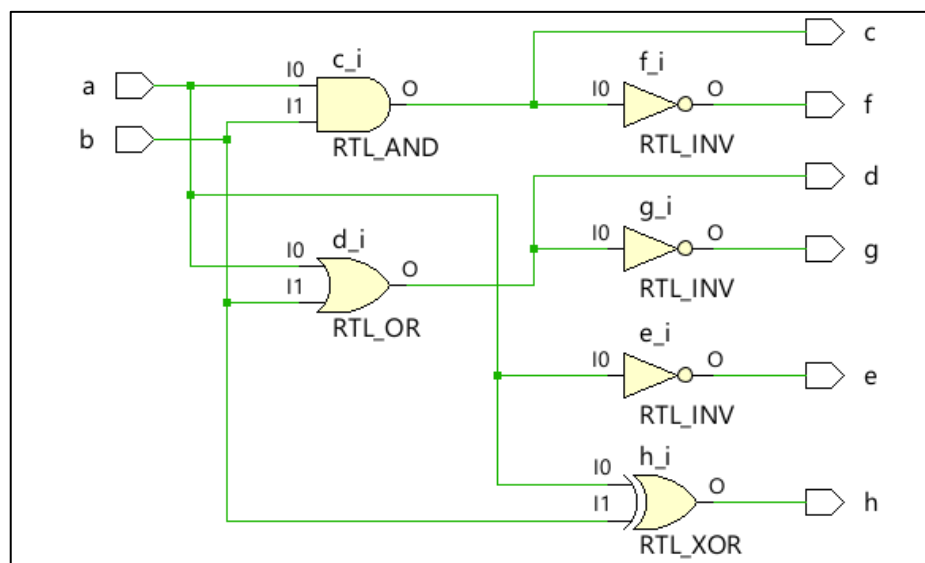 c
c_i
f_i
a
I0
O
I0
O
f
I1
b
RTL_AND
RTL_INV
d
g_i
d_i
I0
O
g
I0
O
I1
RTL_INV
RTL_OR
e_i
I0
O
e
RTL_INV
h_i
I0
O
I1
h
RTL_XOR